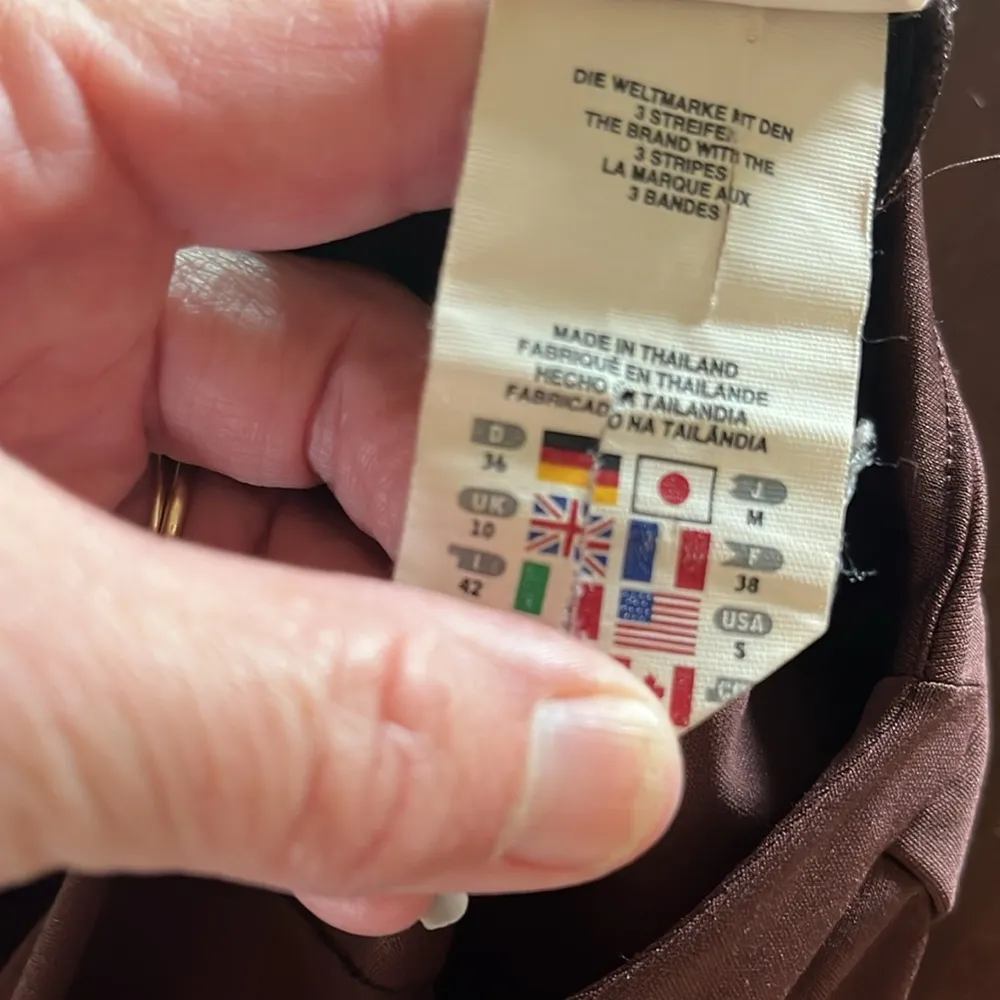 DIE WELTMARKE MIT DEN
3 STREIFEN
THE BRAND WITH THE
3 STRIPES
LA MARQUE AUX
3 BANDES
MADE IN THAILAND
FABRIQUÉ EN THAILANDE
HECHO EN TAILANDIA
FABRICADO NA TAILÂNDIA
D
36
J
M
UK
10
F
38
I
42
USA
S